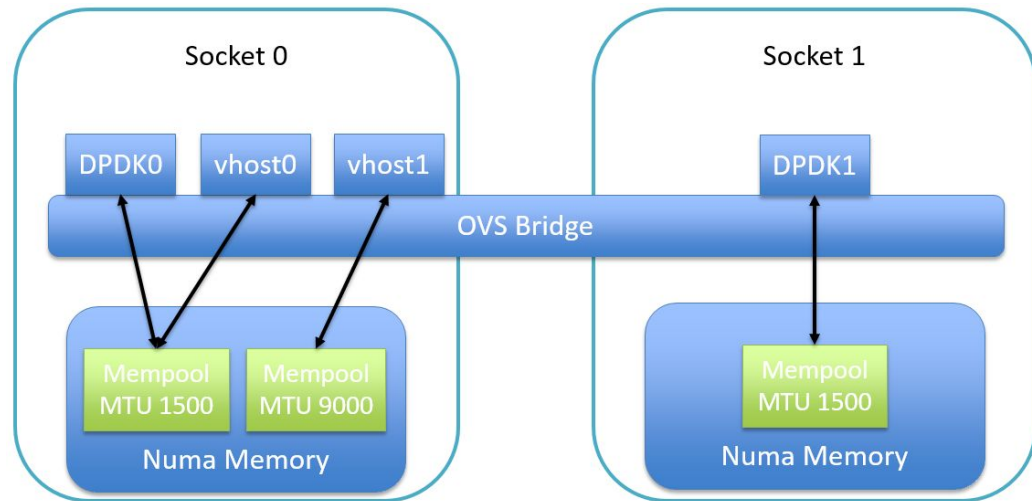 Socket 0
Socket 1
DPDK0
vhost0
vhost1
DPDK1
OVS Bridge
Mempool
MTU 1500
Mempool
MTU 9000
Mempool
MTU 1500
Numa Memory
Numa Memory